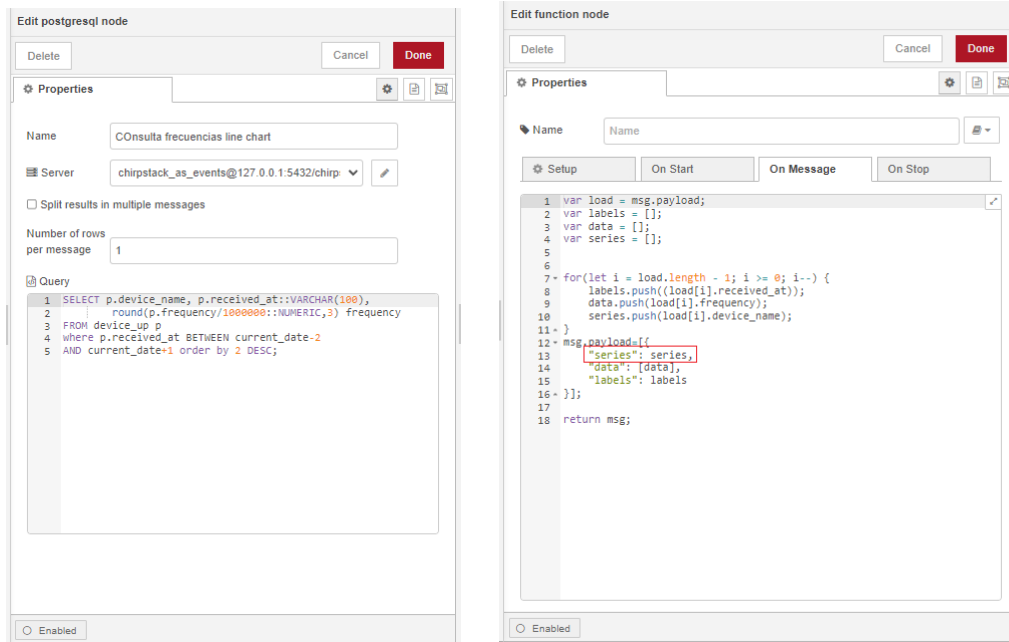 Edit postgresql node
Delete
Cancel
Done
Properties
Name
COnsulta frecuencias line chart
Server
chirpstack_as_events@127.0.0.1:5432/chirp:
Split results in multiple messages
Number of rows
per message
1
Query
1 SELECT p.device_name, p.received_at::VARCHAR(100),
2 round(p.frequency/1000000::NUMERIC,3) frequency
3 FROM device_up p
4 where p.received_at BETWEEN current_date-2
5 AND current_date+1 order by 2 DESC;
Enabled
Edit function node
Delete
Cancel
Done
Properties
Name
Name
Setup
On Start
On Message
On Stop
1 var load = msg.payload;
2 var labels = [];
3 var data = [];
4 var series = [];
5
6
7 for(let i = load.length - 1; i >= 0; i--) {
8 labels.push((load[i].received_at));
9 data.push(load[i].frequency);
10 series.push(load[i].device_name);
11 }
12 msg.payload=[{
13 "series": series,
14 "data": [data],
15 "labels": labels
16 }];
17
18 return msg;
Enabled